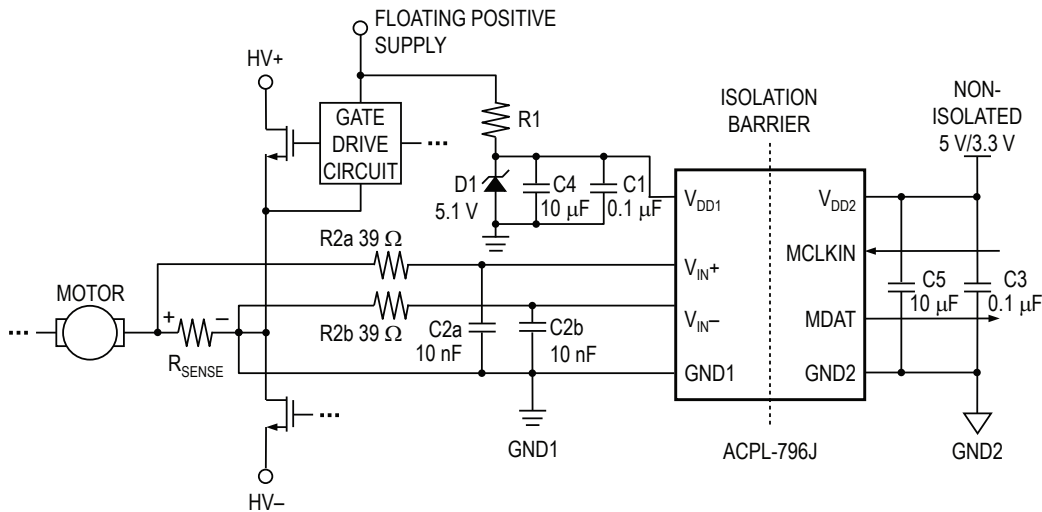 FLOATING POSITIVE
SUPPLY
HV+
GATE
DRIVE
CIRCUIT
...
R1
D1
5.1 V
C4
10 μF
C1
0.1 μF
ISOLATION
BARRIER
NON-
ISOLATED
5 V/3.3 V
VDD1
VIN+
VIN–
GND1
VDD2
MCLKIN
MDAT
GND2
C5
10 μF
C3
0.1 μF
R2a 39 Ω
R2b 39 Ω
C2a
10 nF
C2b
10 nF
MOTOR
...
+ –
RSENSE
...
HV–
GND1
ACPL-796J
GND2